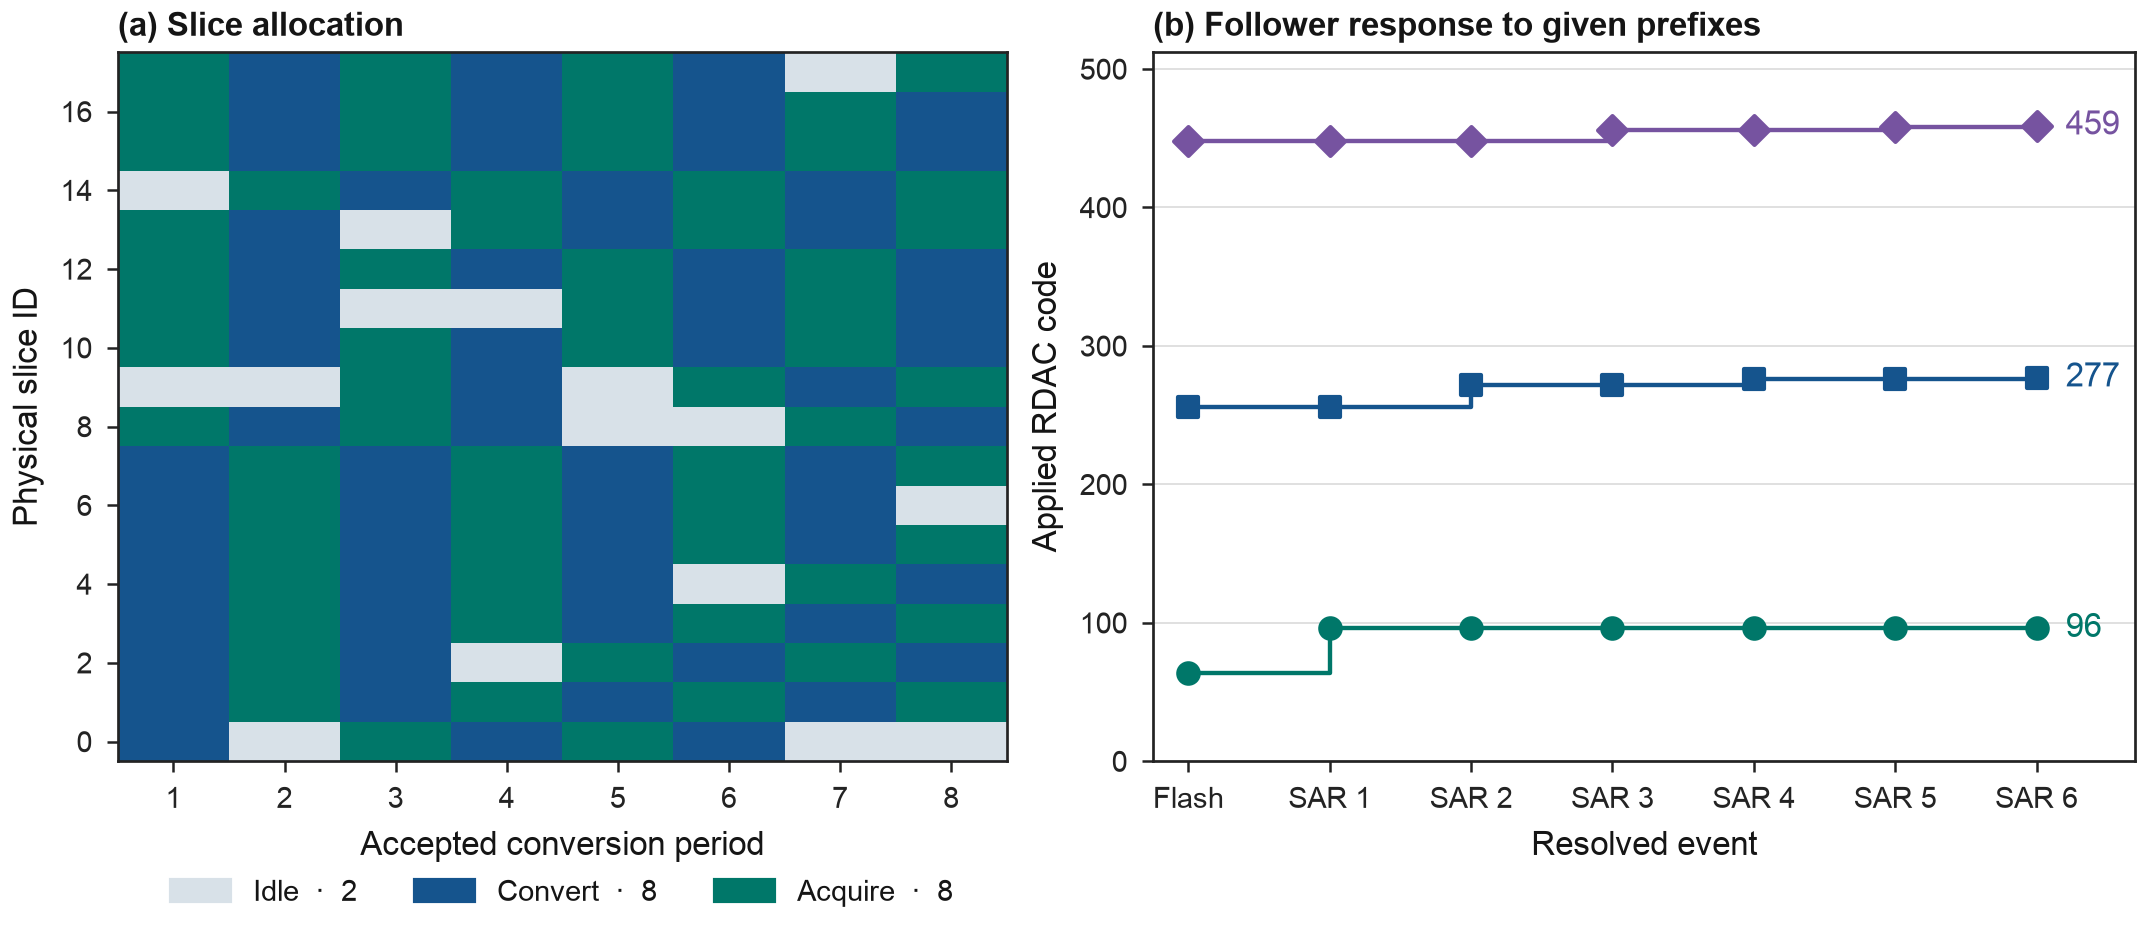 (a) Slice allocation
Physical slice ID
16
14
12
10
8
6
4
2
0
1 2 3 4 5 6 7 8
Accepted conversion period
Idle · 2 Convert · 8 Acquire · 8
(b) Follower response to given prefixes
Applied RDAC code
500
400
300
200
100
0
459
277
96
Flash SAR 1 SAR 2 SAR 3 SAR 4 SAR 5 SAR 6
Resolved event